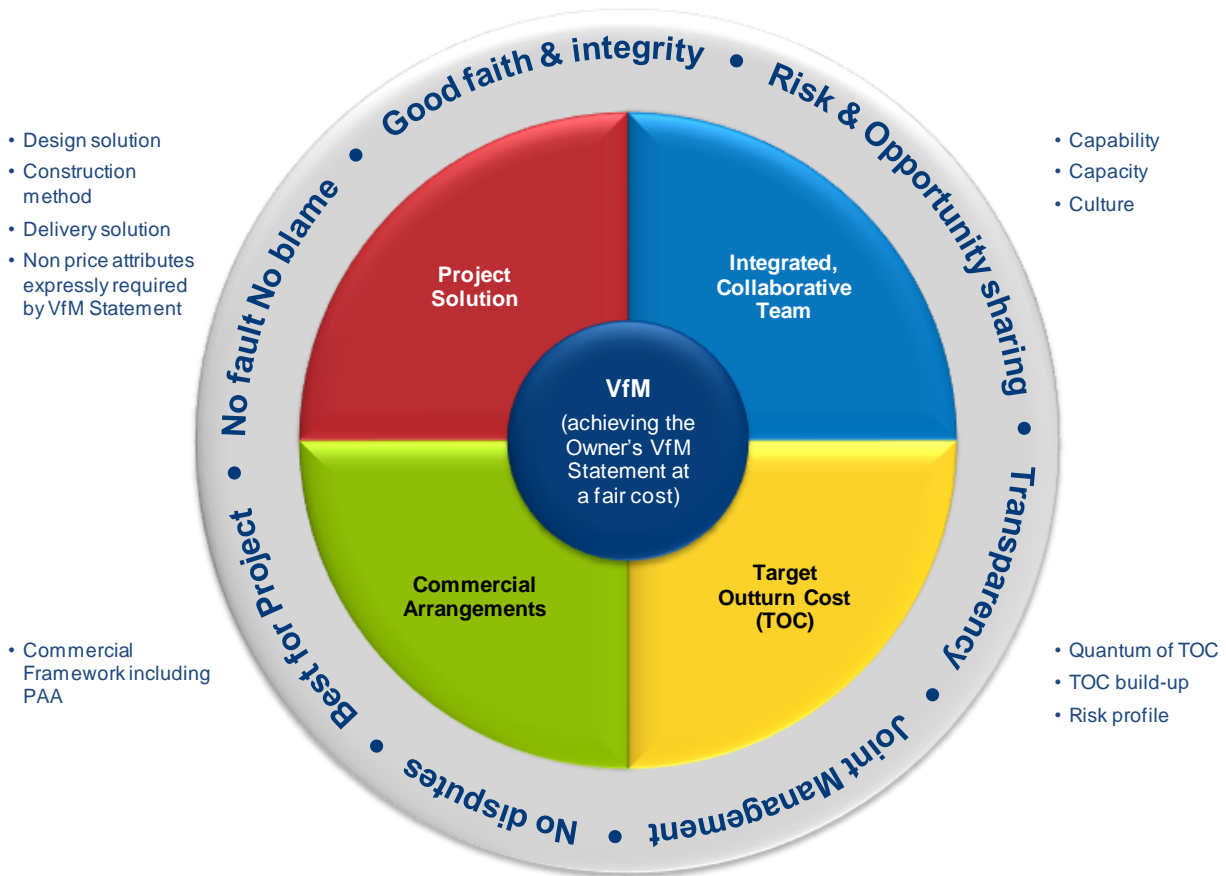 Good faith & integrity • Risk & Opportunity sharing • Transparency • Joint Management • No disputes • Best for Project • No fault No blame •
• Design solution
• Construction
method
• Delivery solution
• Non price attributes
expressly required
by VfM Statement
• Capability
• Capacity
• Culture
Project
Solution
Integrated,
Collaborative
Team
VfM
(achieving the
Owner's VfM
Statement at
a fair cost)
Commercial
Arrangements
Target
Outturn Cost
(TOC)
• Commercial
Framework including
PAA
• Quantum of TOC
• TOC build-up
• Risk profile